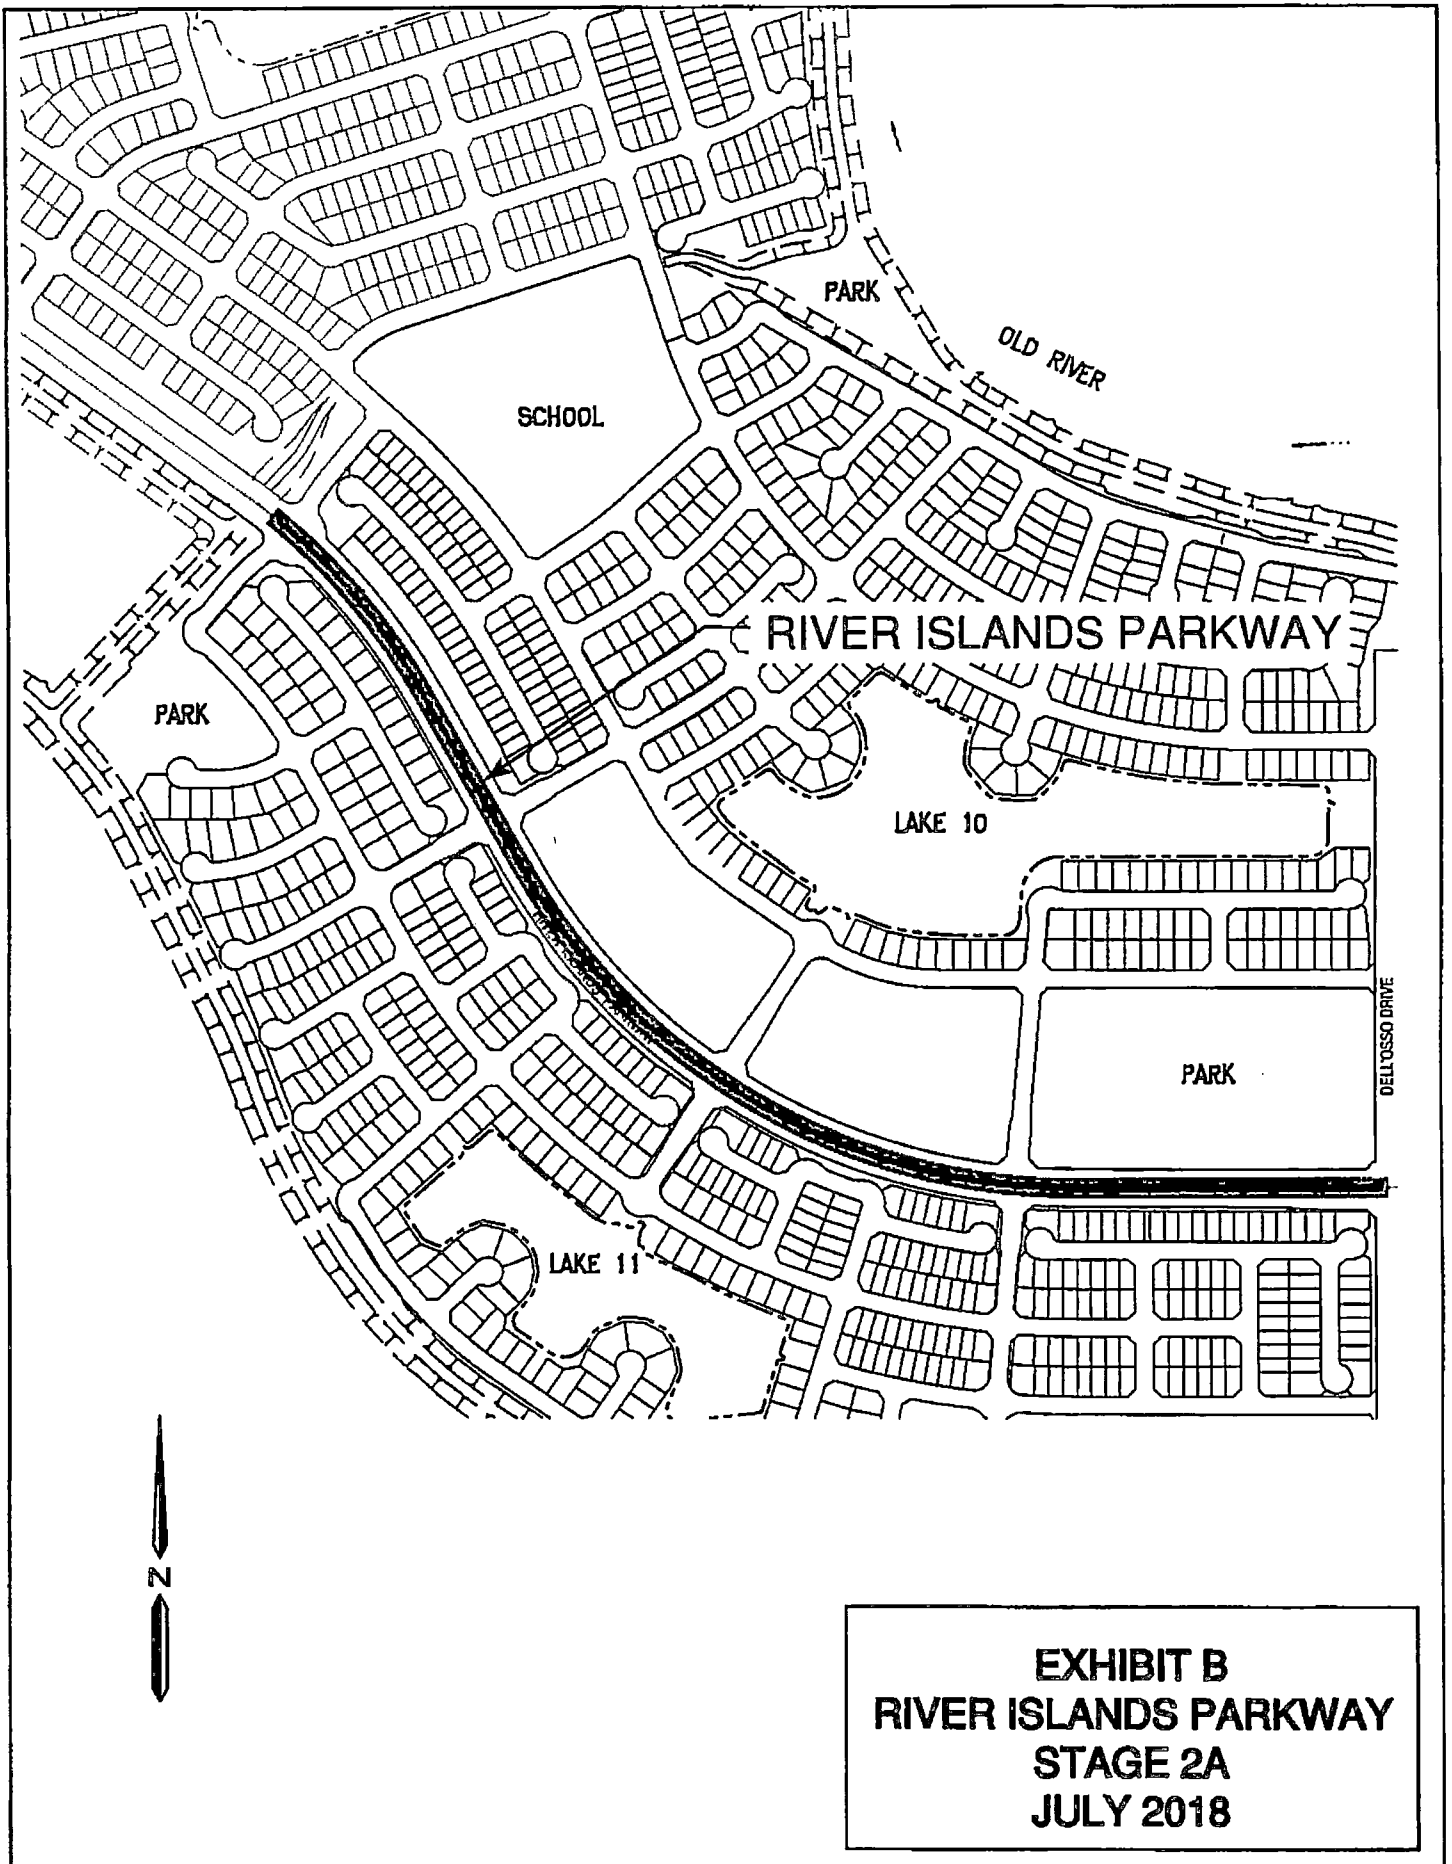 PARK
OLD RIVER
SCHOOL
RIVER ISLANDS PARKWAY
PARK
LAKE 10
DELL'OSSO DRIVE
PARK
LAKE 11
N
EXHIBIT B
RIVER ISLANDS PARKWAY
STAGE 2A
JULY 2018